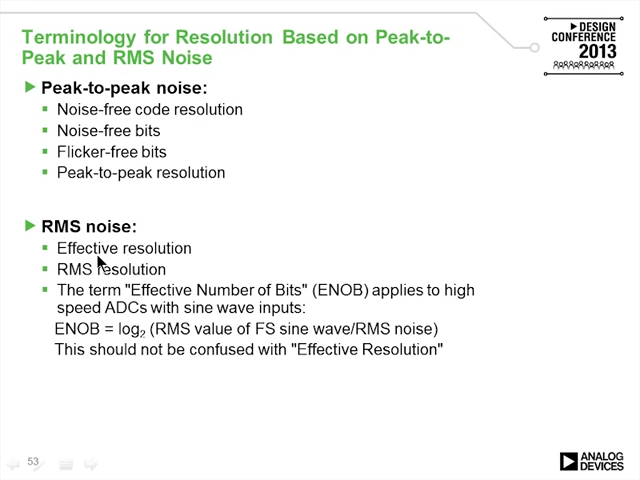 Terminology for Resolution Based on Peak-to-
Peak and RMS Noise
DESIGN
CONFERENCE
2013
Peak-to-peak noise:
Noise-free code resolution
Noise-free bits
Flicker-free bits
Peak-to-peak resolution
RMS noise:
Effective resolution
RMS resolution
The term "Effective Number of Bits" (ENOB) applies to high
speed ADCs with sine wave inputs:
ENOB = log₂ (RMS value of FS sine wave/RMS noise)
This should not be confused with "Effective Resolution"
53
ANALOG
DEVICES